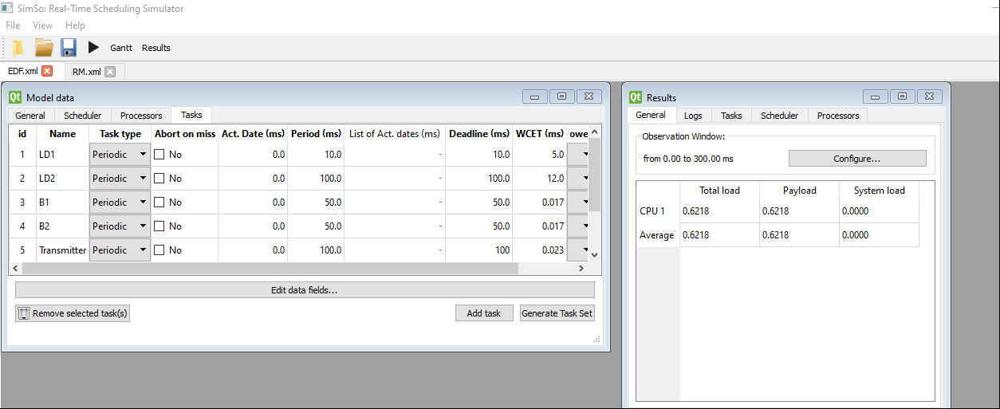 SimSo: Real-Time Scheduling Simulator
File View Help
Gantt Results
EDF.xml RM.xml
Qt Model data
General Scheduler Processors Tasks
id Name Task type Abort on miss Act. Date (ms) Period (ms) List of Act. dates (ms) Deadline (ms) WCET (ms) owe
1 LD1 Periodic No 0.0 10.0 - 10.0 5.0
2 LD2 Periodic No 0.0 100.0 - 100.0 12.0
3 B1 Periodic No 0.0 50.0 - 50.0 0.017
4 B2 Periodic No 0.0 50.0 - 50.0 0.017
5 Transmitter Periodic No 0.0 100.0 - 100 0.023
Edit data fields...
Remove selected task(s) Add task Generate Task Set
Qt Results
General Logs Tasks Scheduler Processors
Observation Window:
from 0.00 to 300.00 ms Configure...
Total load Payload System load
CPU 1 0.6218 0.6218 0.0000
Average 0.6218 0.6218 0.0000